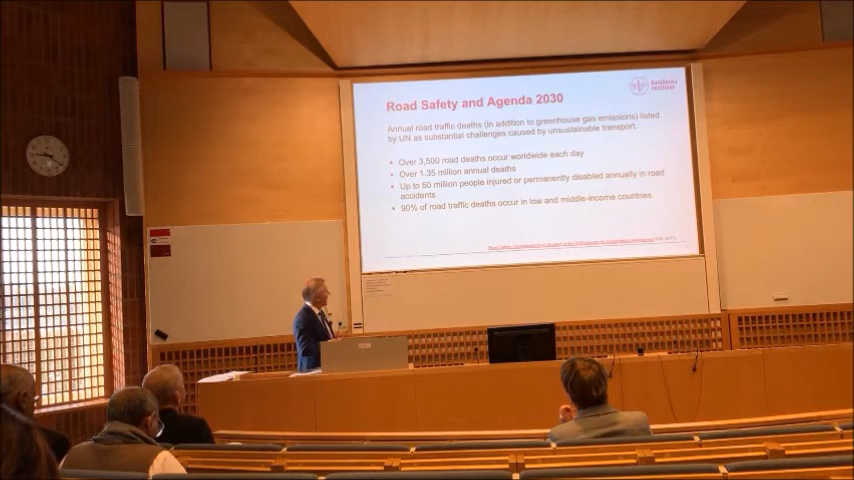 Karolinska
Institutet
Road Safety and Agenda 2030
Annual road traffic deaths (in addition to greenhouse gas emissions) listed
by UN as substantial challenges caused by unsustainable transport.
• Over 3,500 road deaths occur worldwide each day
• Over 1.35 million annual deaths
• Up to 50 million people injured or permanently disabled annually in road
accidents
• 90% of road traffic deaths occur in low and middle-income countries